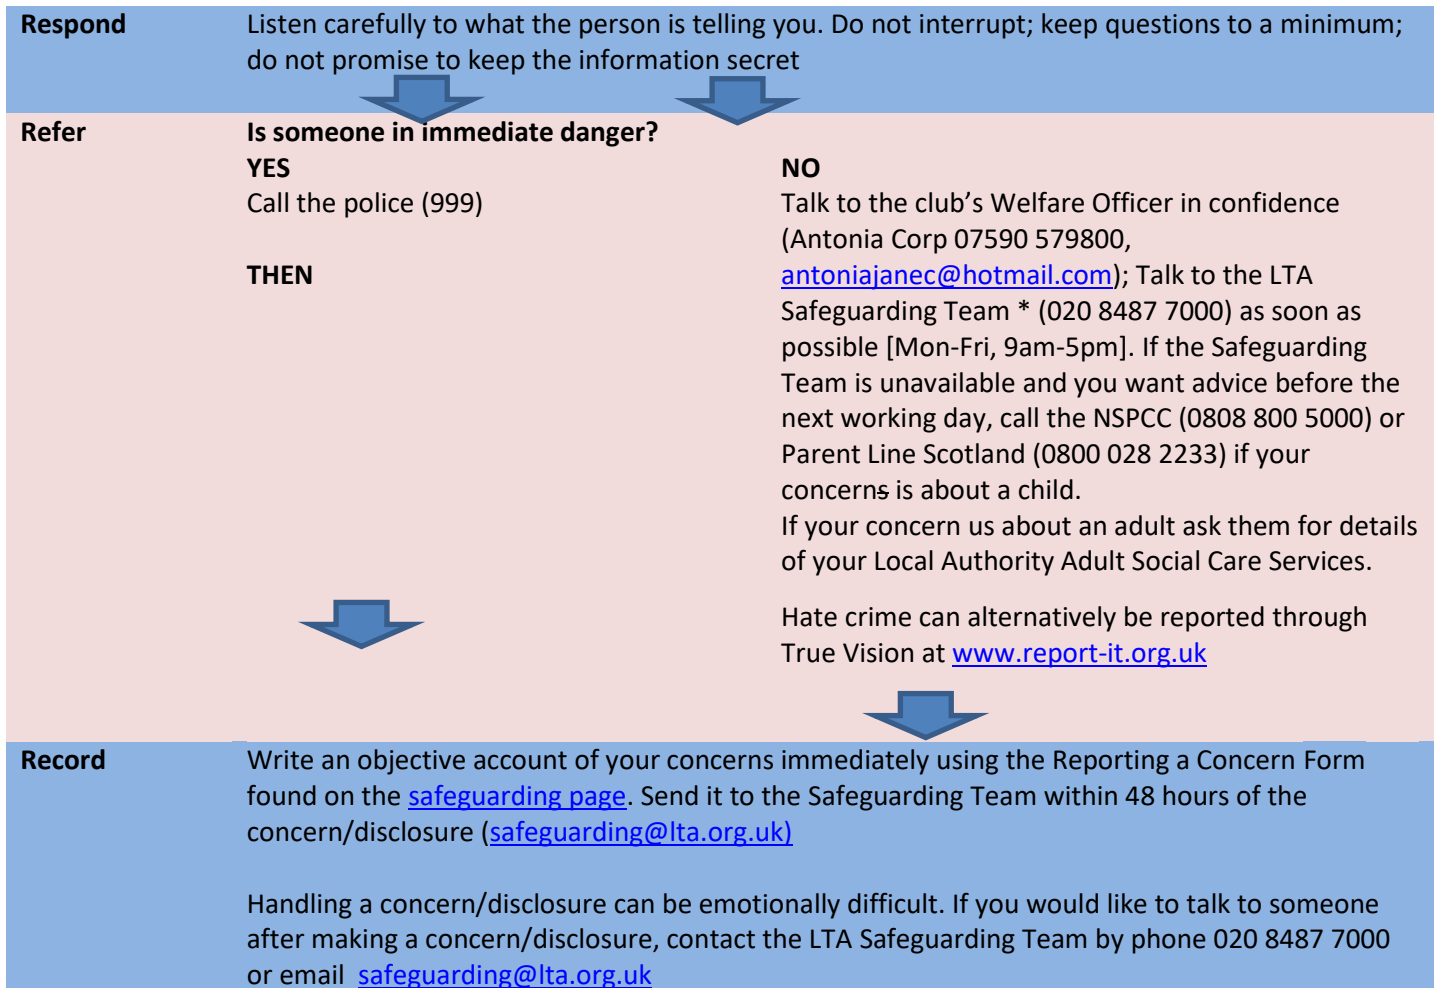 Respond
Listen carefully to what the person is telling you. Do not interrupt; keep questions to a minimum;
do not promise to keep the information secret
Refer
Is someone in immediate danger?
YES
Call the police (999)
THEN
NO
Talk to the club’s Welfare Officer in confidence
(Antonia Corp 07590 579800,
antoniajanec@hotmail.com); Talk to the LTA
Safeguarding Team * (020 8487 7000) as soon as
possible [Mon-Fri, 9am-5pm]. If the Safeguarding
Team is unavailable and you want advice before the
next working day, call the NSPCC (0808 800 5000) or
Parent Line Scotland (0800 028 2233) if your
concerns is about a child.
If your concern us about an adult ask them for details
of your Local Authority Adult Social Care Services.
Hate crime can alternatively be reported through
True Vision at www.report-it.org.uk
Record
Write an objective account of your concerns immediately using the Reporting a Concern Form
found on the safeguarding page. Send it to the Safeguarding Team within 48 hours of the
concern/disclosure (safeguarding@lta.org.uk)
Handling a concern/disclosure can be emotionally difficult. If you would like to talk to someone
after making a concern/disclosure, contact the LTA Safeguarding Team by phone 020 8487 7000
or email safeguarding@lta.org.uk